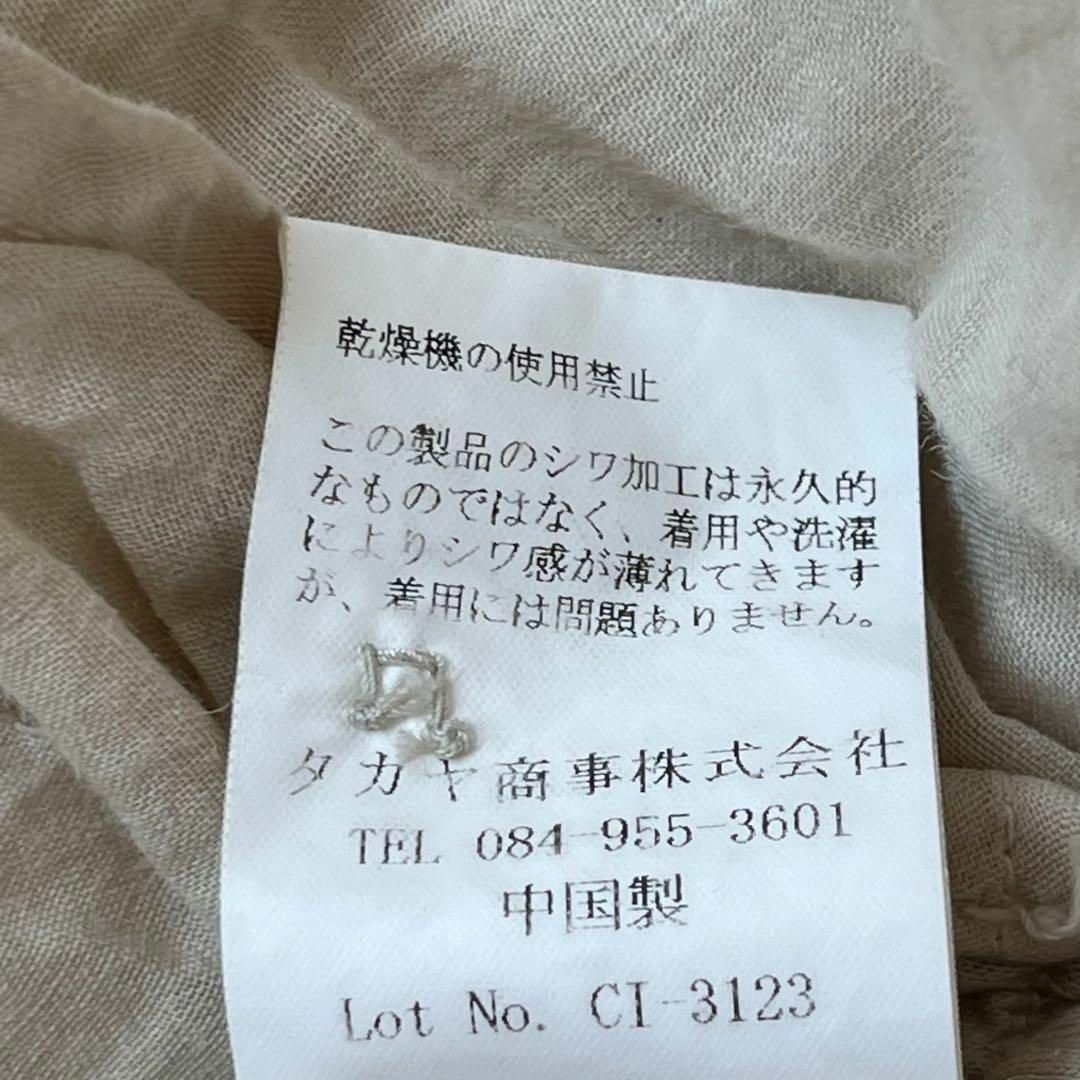 乾燥機の使用禁止
この製品のシワ加工は永久的
なものではなく、着用や洗濯
によりシワ感が薄れてきます
が、着用には問題ありません。
タカヤ商事株式会社
TEL 084-955-3601
中国製
Lot No. CI-3123